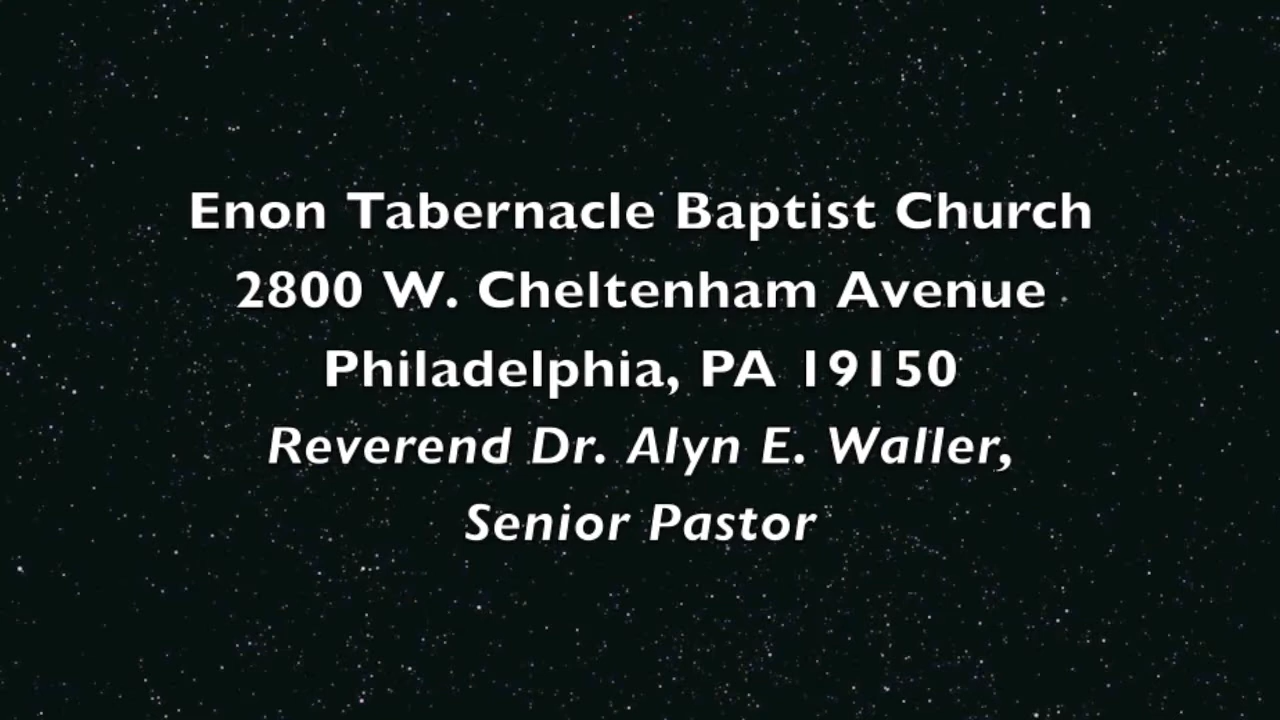 Enon Tabernacle Baptist Church
2800 W. Cheltenham Avenue
Philadelphia, PA 19150
Reverend Dr. Alyn E. Waller,
Senior Pastor